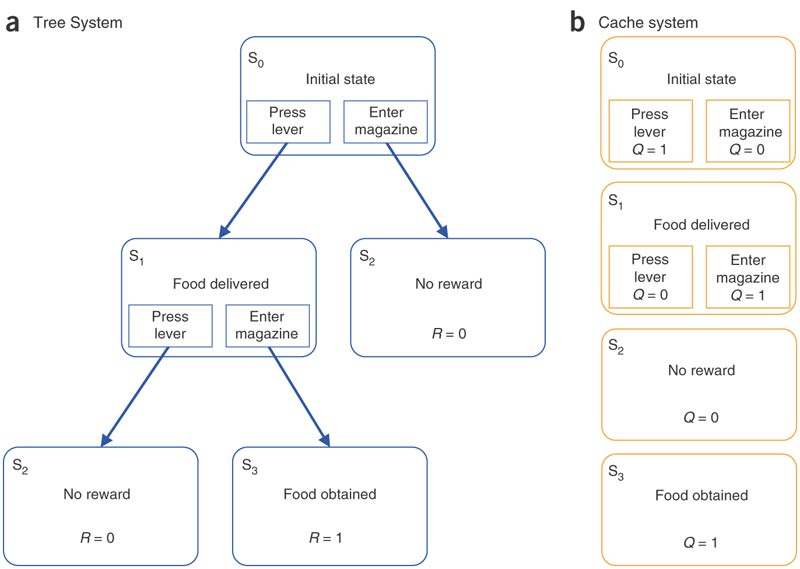 a Tree System
S0
Initial state
Press lever
Enter magazine
S1
Food delivered
Press lever
Enter magazine
S2
No reward
R = 0
S2
No reward
R = 0
S3
Food obtained
R = 1
b Cache system
S0
Initial state
Press lever Q = 1
Enter magazine Q = 0
S1
Food delivered
Press lever Q = 0
Enter magazine Q = 1
S2
No reward
Q = 0
S3
Food obtained
Q = 1